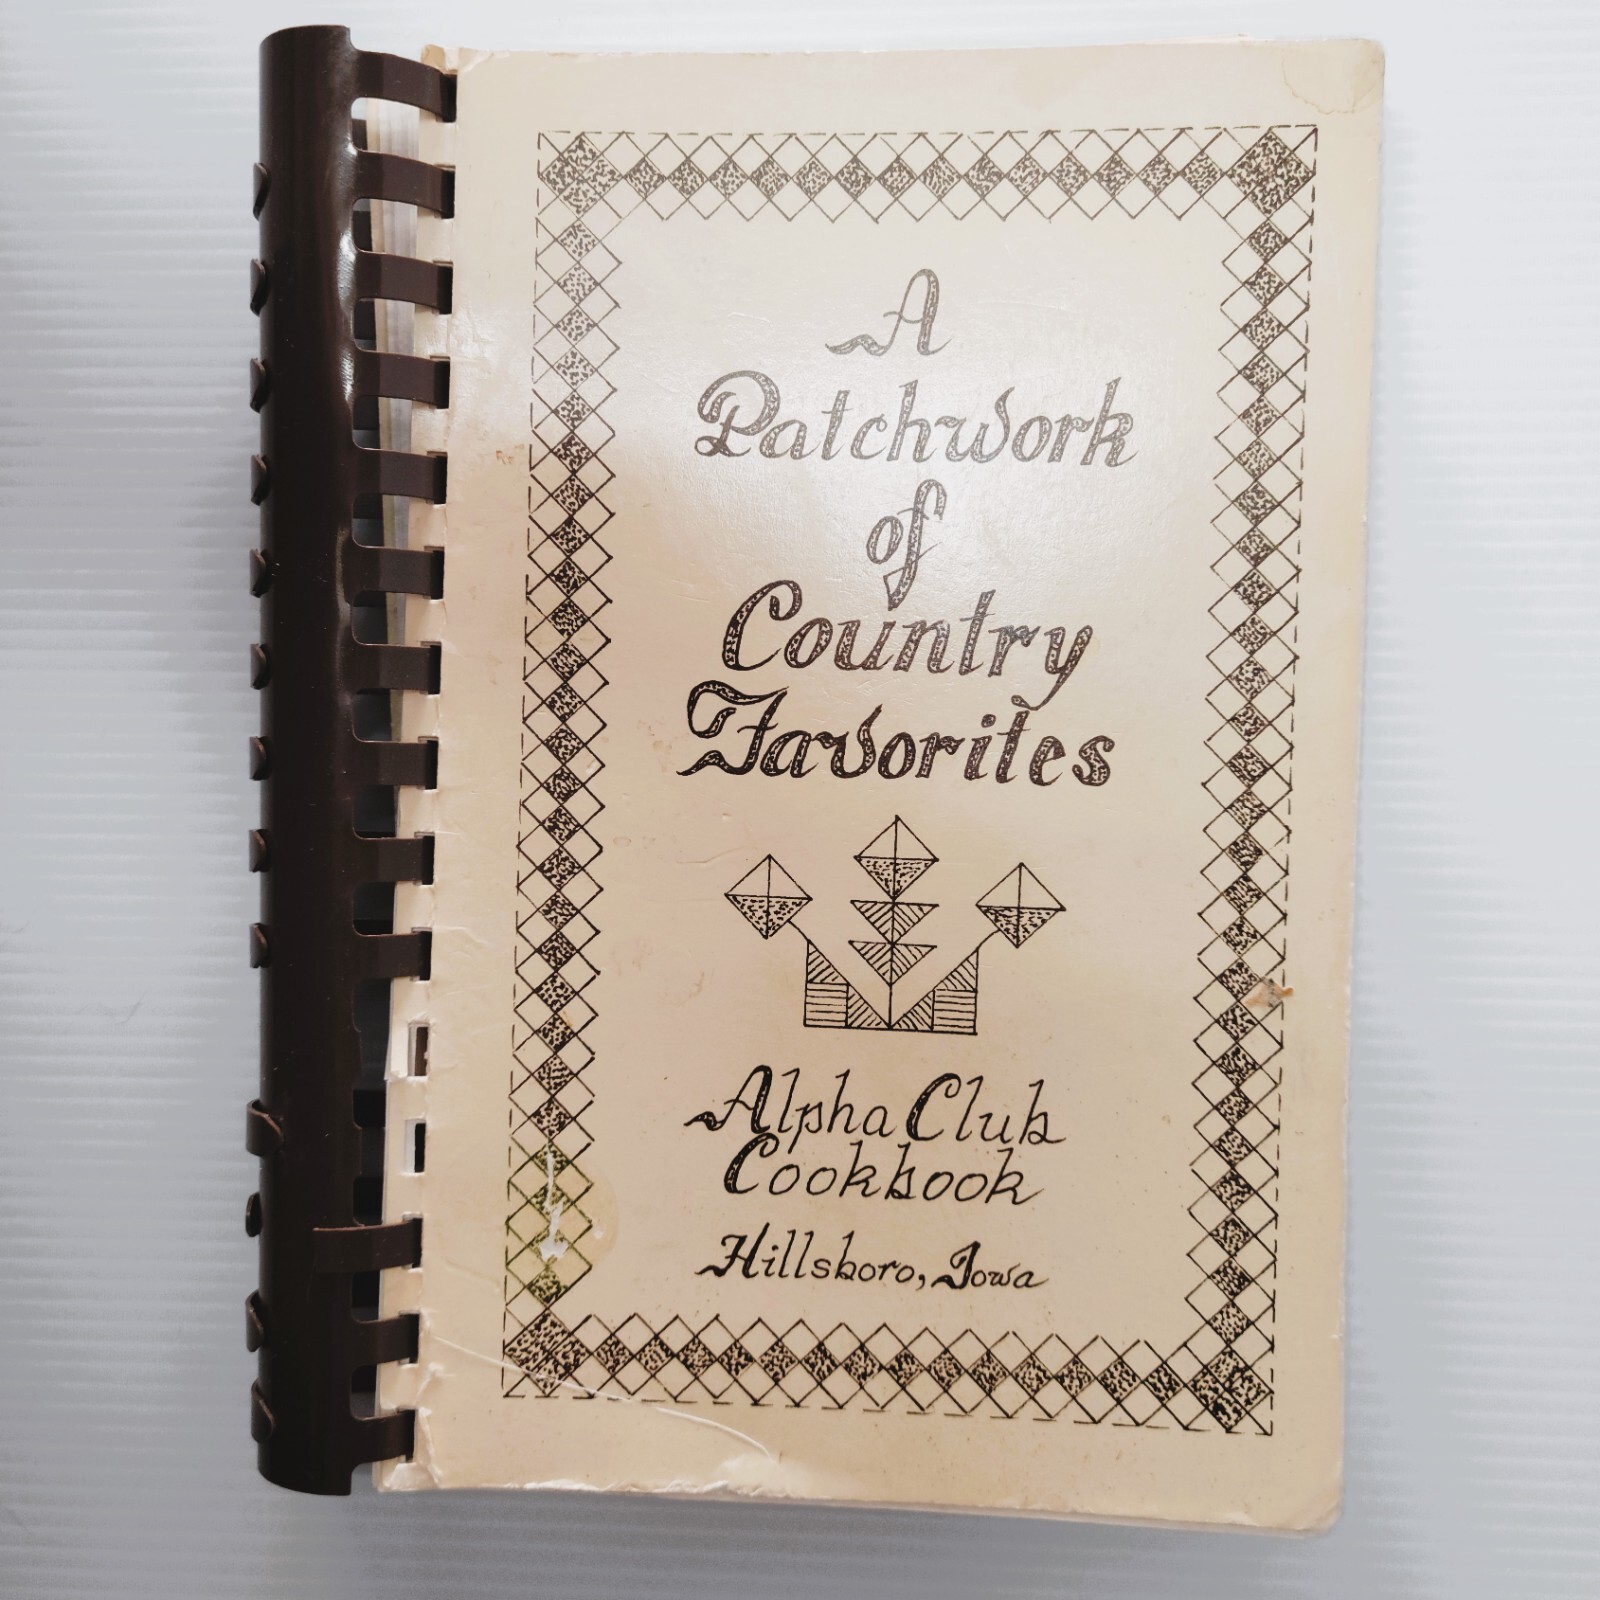 A
Patchwork
of
Country
Favorites
Alpha Club
Cookbook
Hillsboro, Iowa